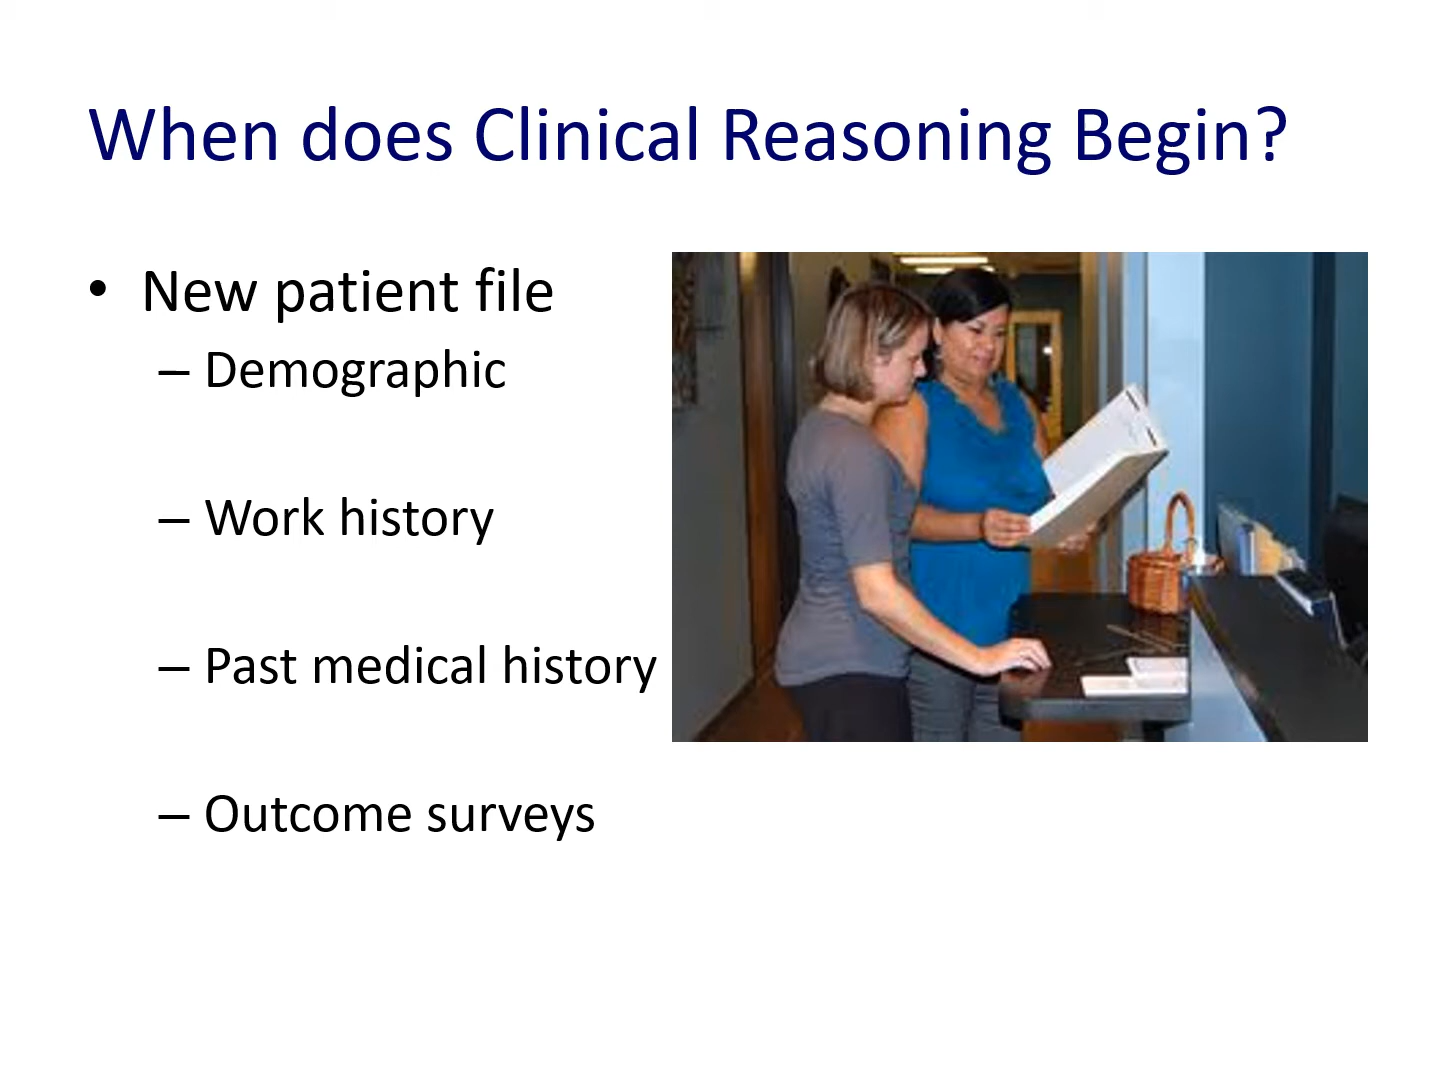 When does Clinical Reasoning Begin?
• New patient file
– Demographic
– Work history
– Past medical history
– Outcome surveys